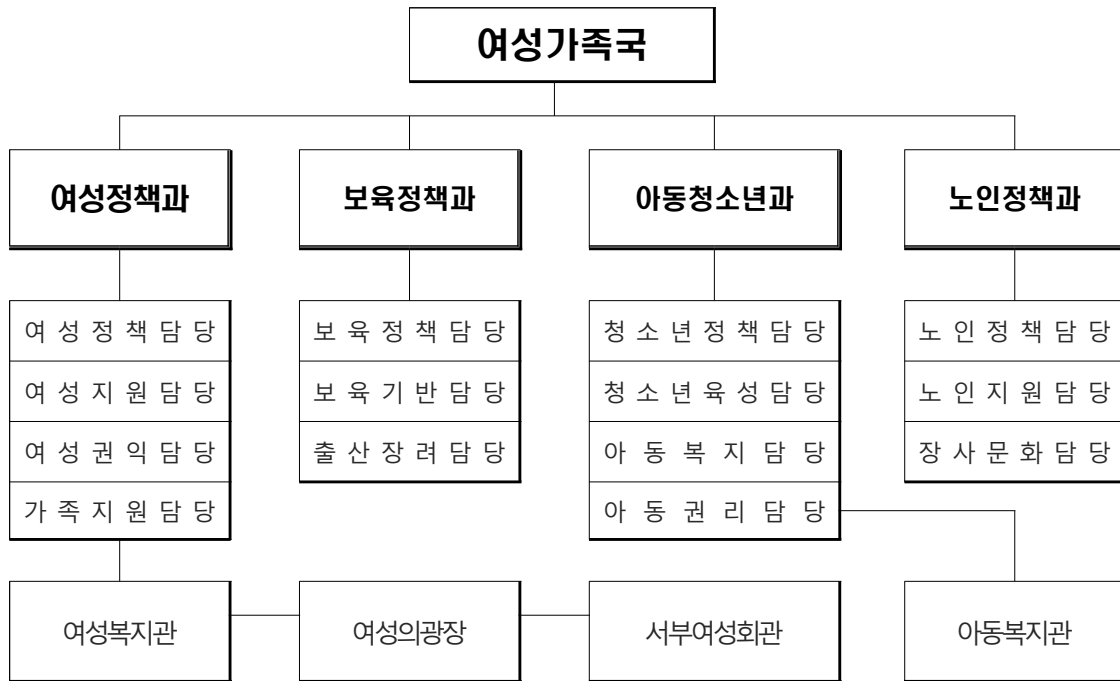 여성가족국
여성정책과
보육정책과
아동청소년과
노인정책과
여성정책담당
여성지원담당
여성권익담당
가족지원담당
보육정책담당
보육기반담당
출산장려담당
청소년정책담당
청소년육성담당
아동복지담당
아동권리담당
노인정책담당
노인지원담당
장사문화담당
여성복지관
여성의광장
서부여성회관
아동복지관